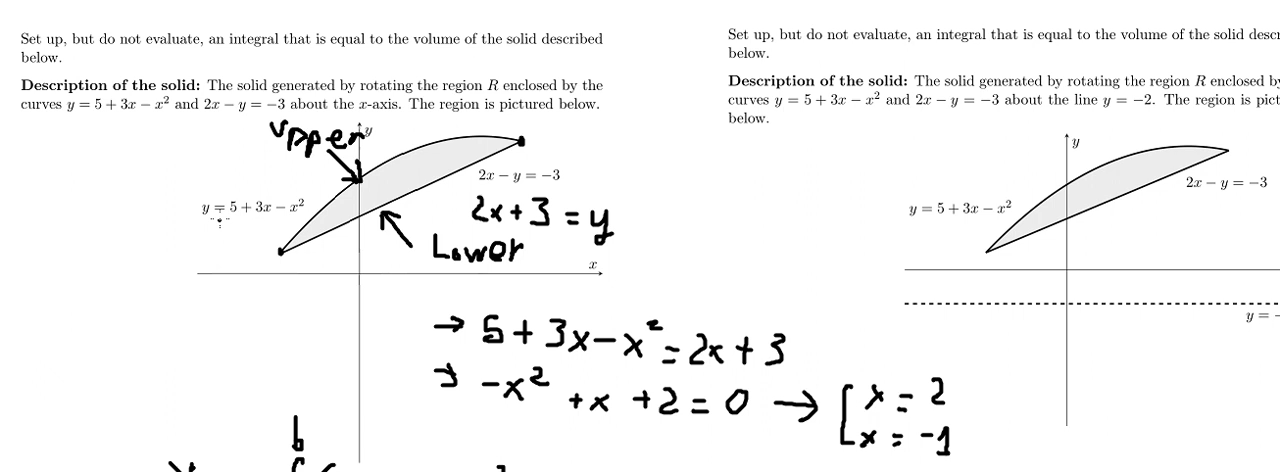 Set up, but do not evaluate, an integral that is equal to the volume of the solid described
below.
Description of the solid: The solid generated by rotating the region R enclosed by the
curves y = 5 + 3x − x² and 2x − y = −3 about the x-axis. The region is pictured below.
Upper
y
2x − y = −3
y = 5 + 3x − x²
2x + 3 = y
Lower
x
→ 5 + 3x − x² = 2x + 3
→ −x² + x + 2 = 0 → [ x = 2
x = −1
b
Set up, but do not evaluate, an integral that is equal to the volume of the solid
below.
Description of the solid: The solid generated by rotating the region R enclosed
curves y = 5 + 3x − x² and 2x − y = −3 about the line y = −2. The region is
below.
y
2x − y = −3
y = 5 + 3x − x²
y = −